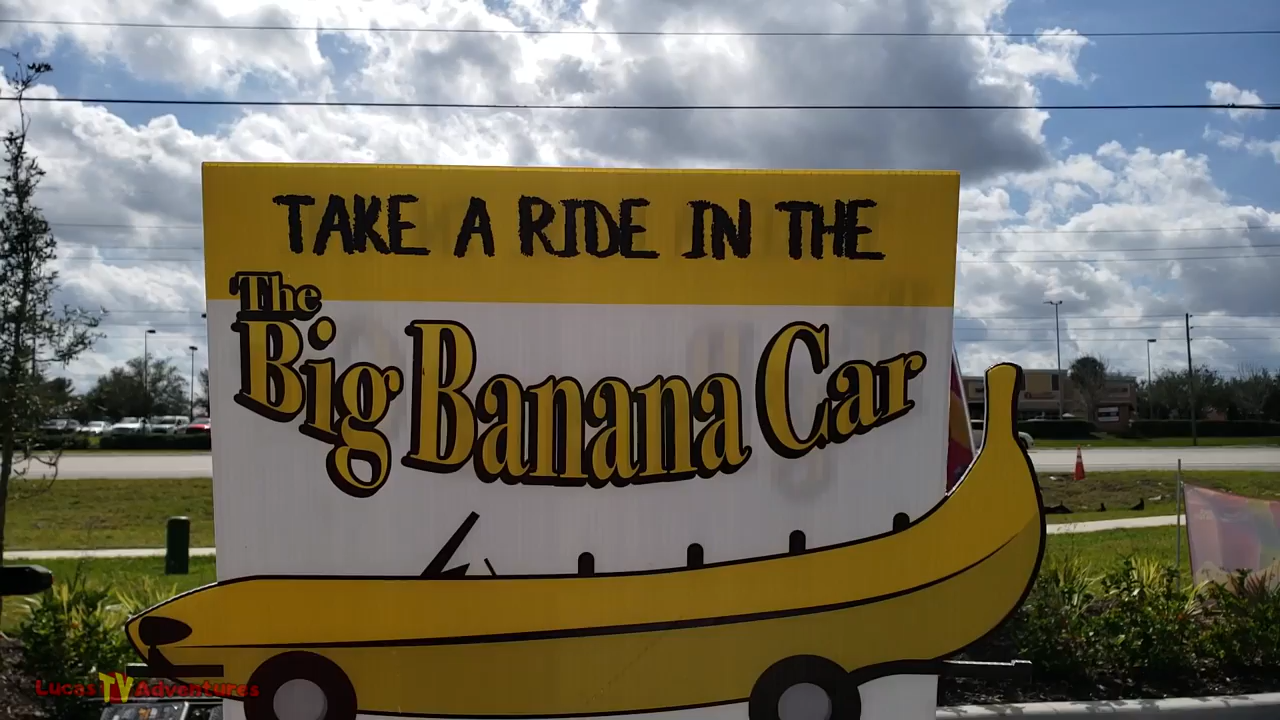 TAKE A RIDE IN THE
The
Big Banana Car
Lucas TV Adventures